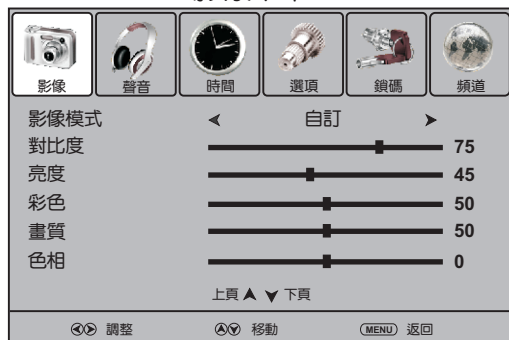 影像 聲音 時間 選項 鎖碼 頻道
影像模式 自訂
對比度 75
亮度 45
彩色 50
畫質 50
色相 0
上頁 下頁
調整 移動 MENU 返回